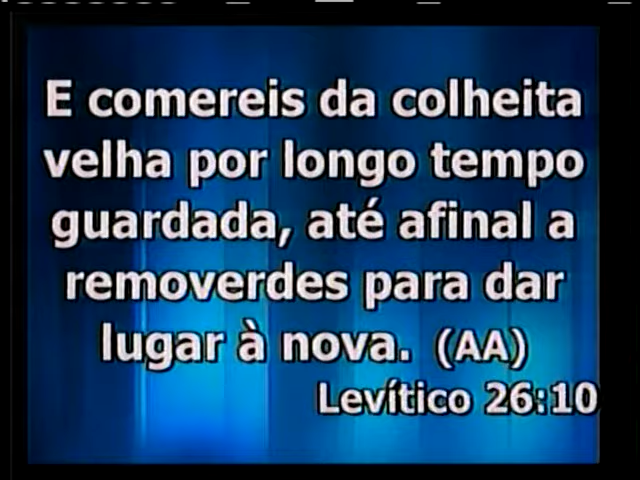 E comereis da colheita
velha por longo tempo
guardada, até afinal a
removerdes para dar
lugar à nova. (AA)
Levítico 26:10